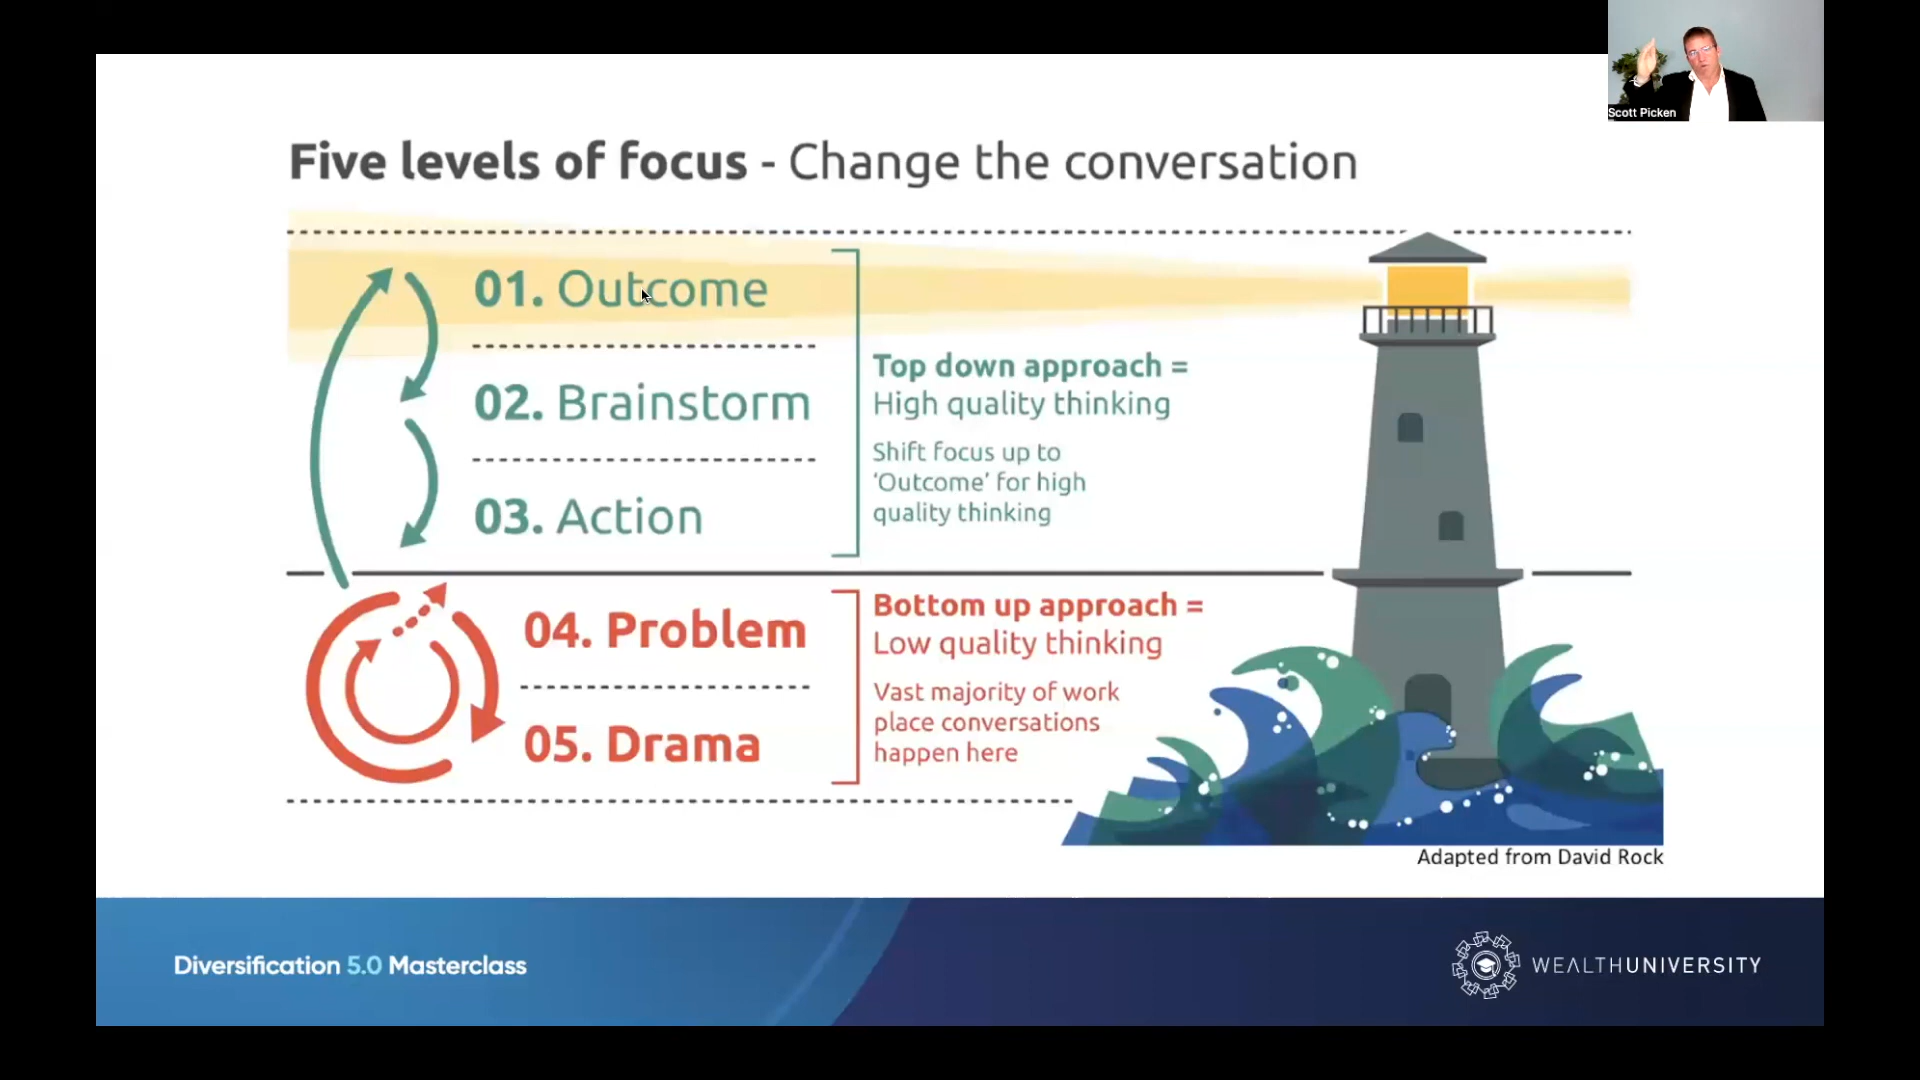 Scott Picken
Five levels of focus - Change the conversation
01. Outcome
02. Brainstorm
03. Action
Top down approach =
High quality thinking
Shift focus up to
‘Outcome’ for high
quality thinking
04. Problem
05. Drama
Bottom up approach =
Low quality thinking
Vast majority of work
place conversations
happen here
Adapted from David Rock
Diversification 5.0 Masterclass
WEALTHUNIVERSITY